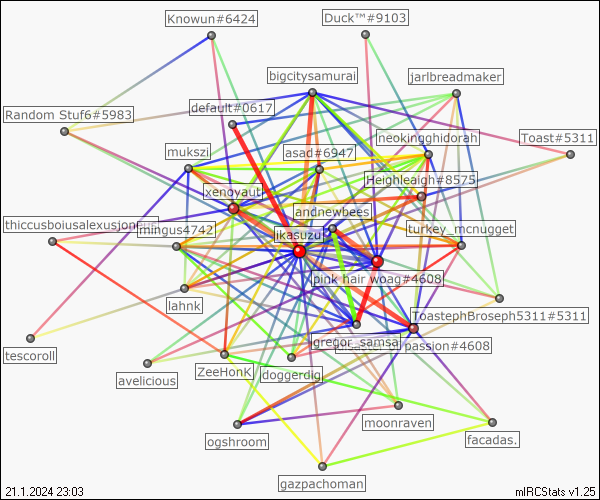 Knowun#6424
Duck™#9103
bigcitysamurai
jarlbreadmaker
default#0617
Random Stuf6#5983
neokingghidorah
Toast#5311
mukszi
asad#6947
Heighleaigh#8575
xenoyaut
andnewbees
thiccusboiusalexusjon
mingus4742
jikasuzu
turkey_mcnugget
pink hair woag#4608
lahnk
ToastephBroseph5311#5311
gregor_samsa
passion#4608
tescoroll
avelicious
ZeeHonK
doggerdig
moonraven
ogshroom
facadas.
gazpachoman
21.1.2024 23:03
mIRCStats v1.25